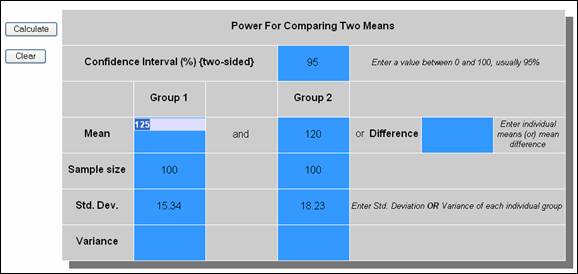 Calculate
Clear
Power For Comparing Two Means
Confidence Interval (%) {two-sided}
95
Enter a value between 0 and 100, usually 95%
Group 1
Group 2
Mean
125
and
120
or Difference
Enter individual
means (or) mean
difference
Sample size
100
100
Std. Dev.
15.34
18.23
Enter Std. Deviation OR Variance of each individual group
Variance